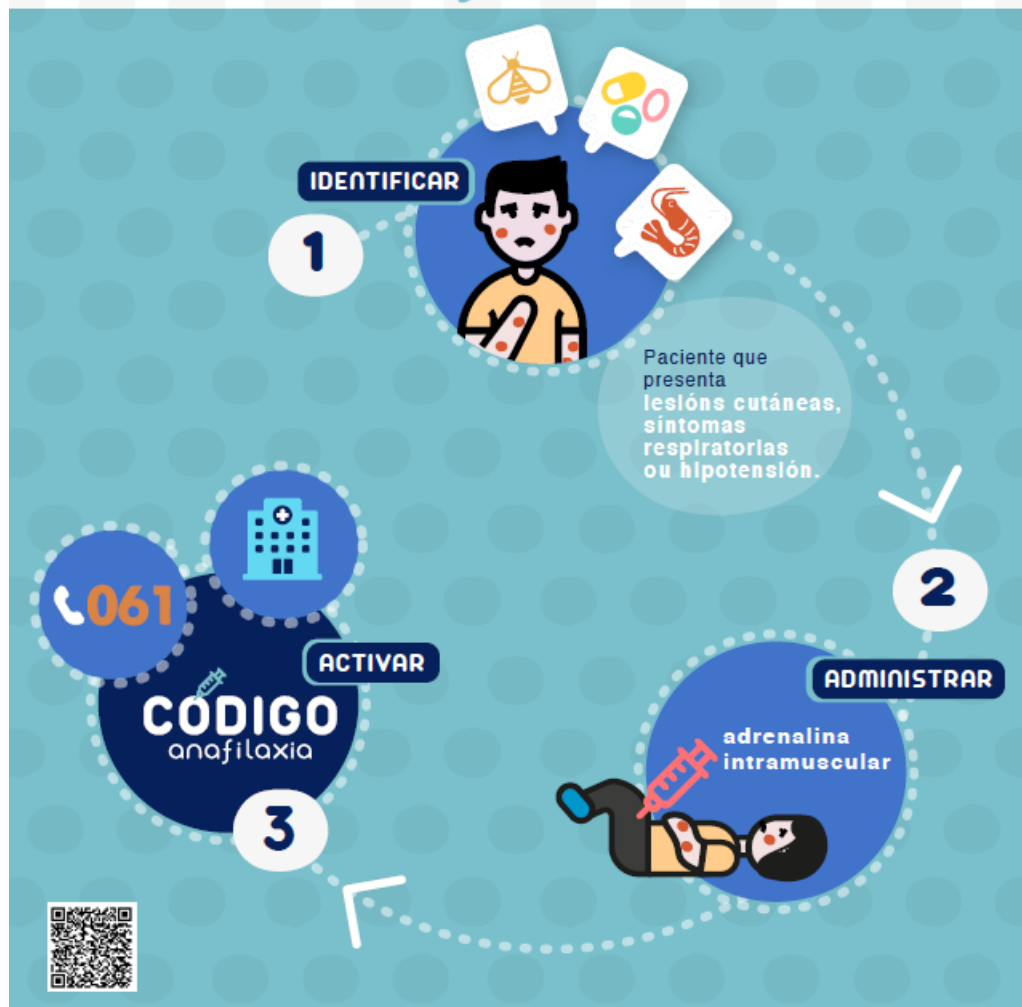 IDENTIFICAR
1
Paciente que
presenta
lesións cutáneas,
síntomas
respiratorias
ou hipotensión.
2
ADMINISTRAR
adrenalina
intramuscular
061
ACTIVAR
CÓDIGO
anafilaxia
3